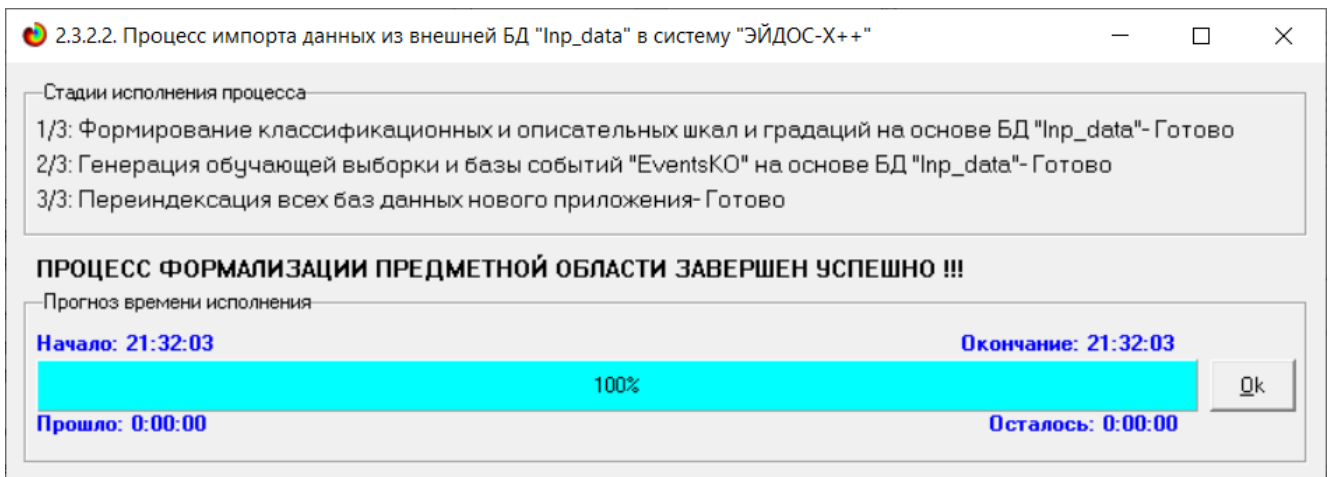 2.3.2.2. Процесс импорта данных из внешней БД "Inp_data" в систему "ЭЙДОС-X++"
Стадии исполнения процесса
1/3: Формирование классификационных и описательных шкал и градаций на основе БД "Inp_data"- Готово
2/3: Генерация обучающей выборки и базы событий "EventsKO" на основе БД "Inp_data"- Готово
3/3: Переиндексация всех баз данных нового приложения- Готово
ПРОЦЕСС ФОРМАЛИЗАЦИИ ПРЕДМЕТНОЙ ОБЛАСТИ ЗАВЕРШЕН УСПЕШНО !!!
Прогноз времени исполнения
Начало: 21:32:03 Окончание: 21:32:03
100% Ok
Прошло: 0:00:00 Осталось: 0:00:00